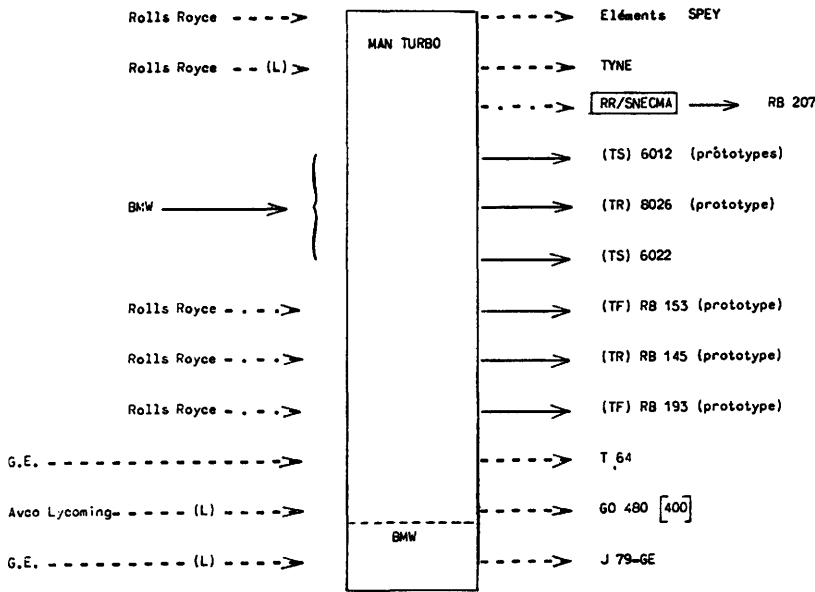 Rolls Royce Eléments SPEY
MAN TURBO
Rolls Royce (L) TYNE
RR/SNECMA RB 207
(TS) 6012 (prôtotypes)
BMW (TR) 8026 (prototype)
(TS) 6022
Rolls Royce (TF) RB 153 (prototype)
Rolls Royce (TR) RB 145 (prototype)
Rolls Royce (TF) RB 193 (prototype)
G.E. T 64
Avco Lycoming (L) GO 480 [400]
BMW
G.E. (L) J 79-GE